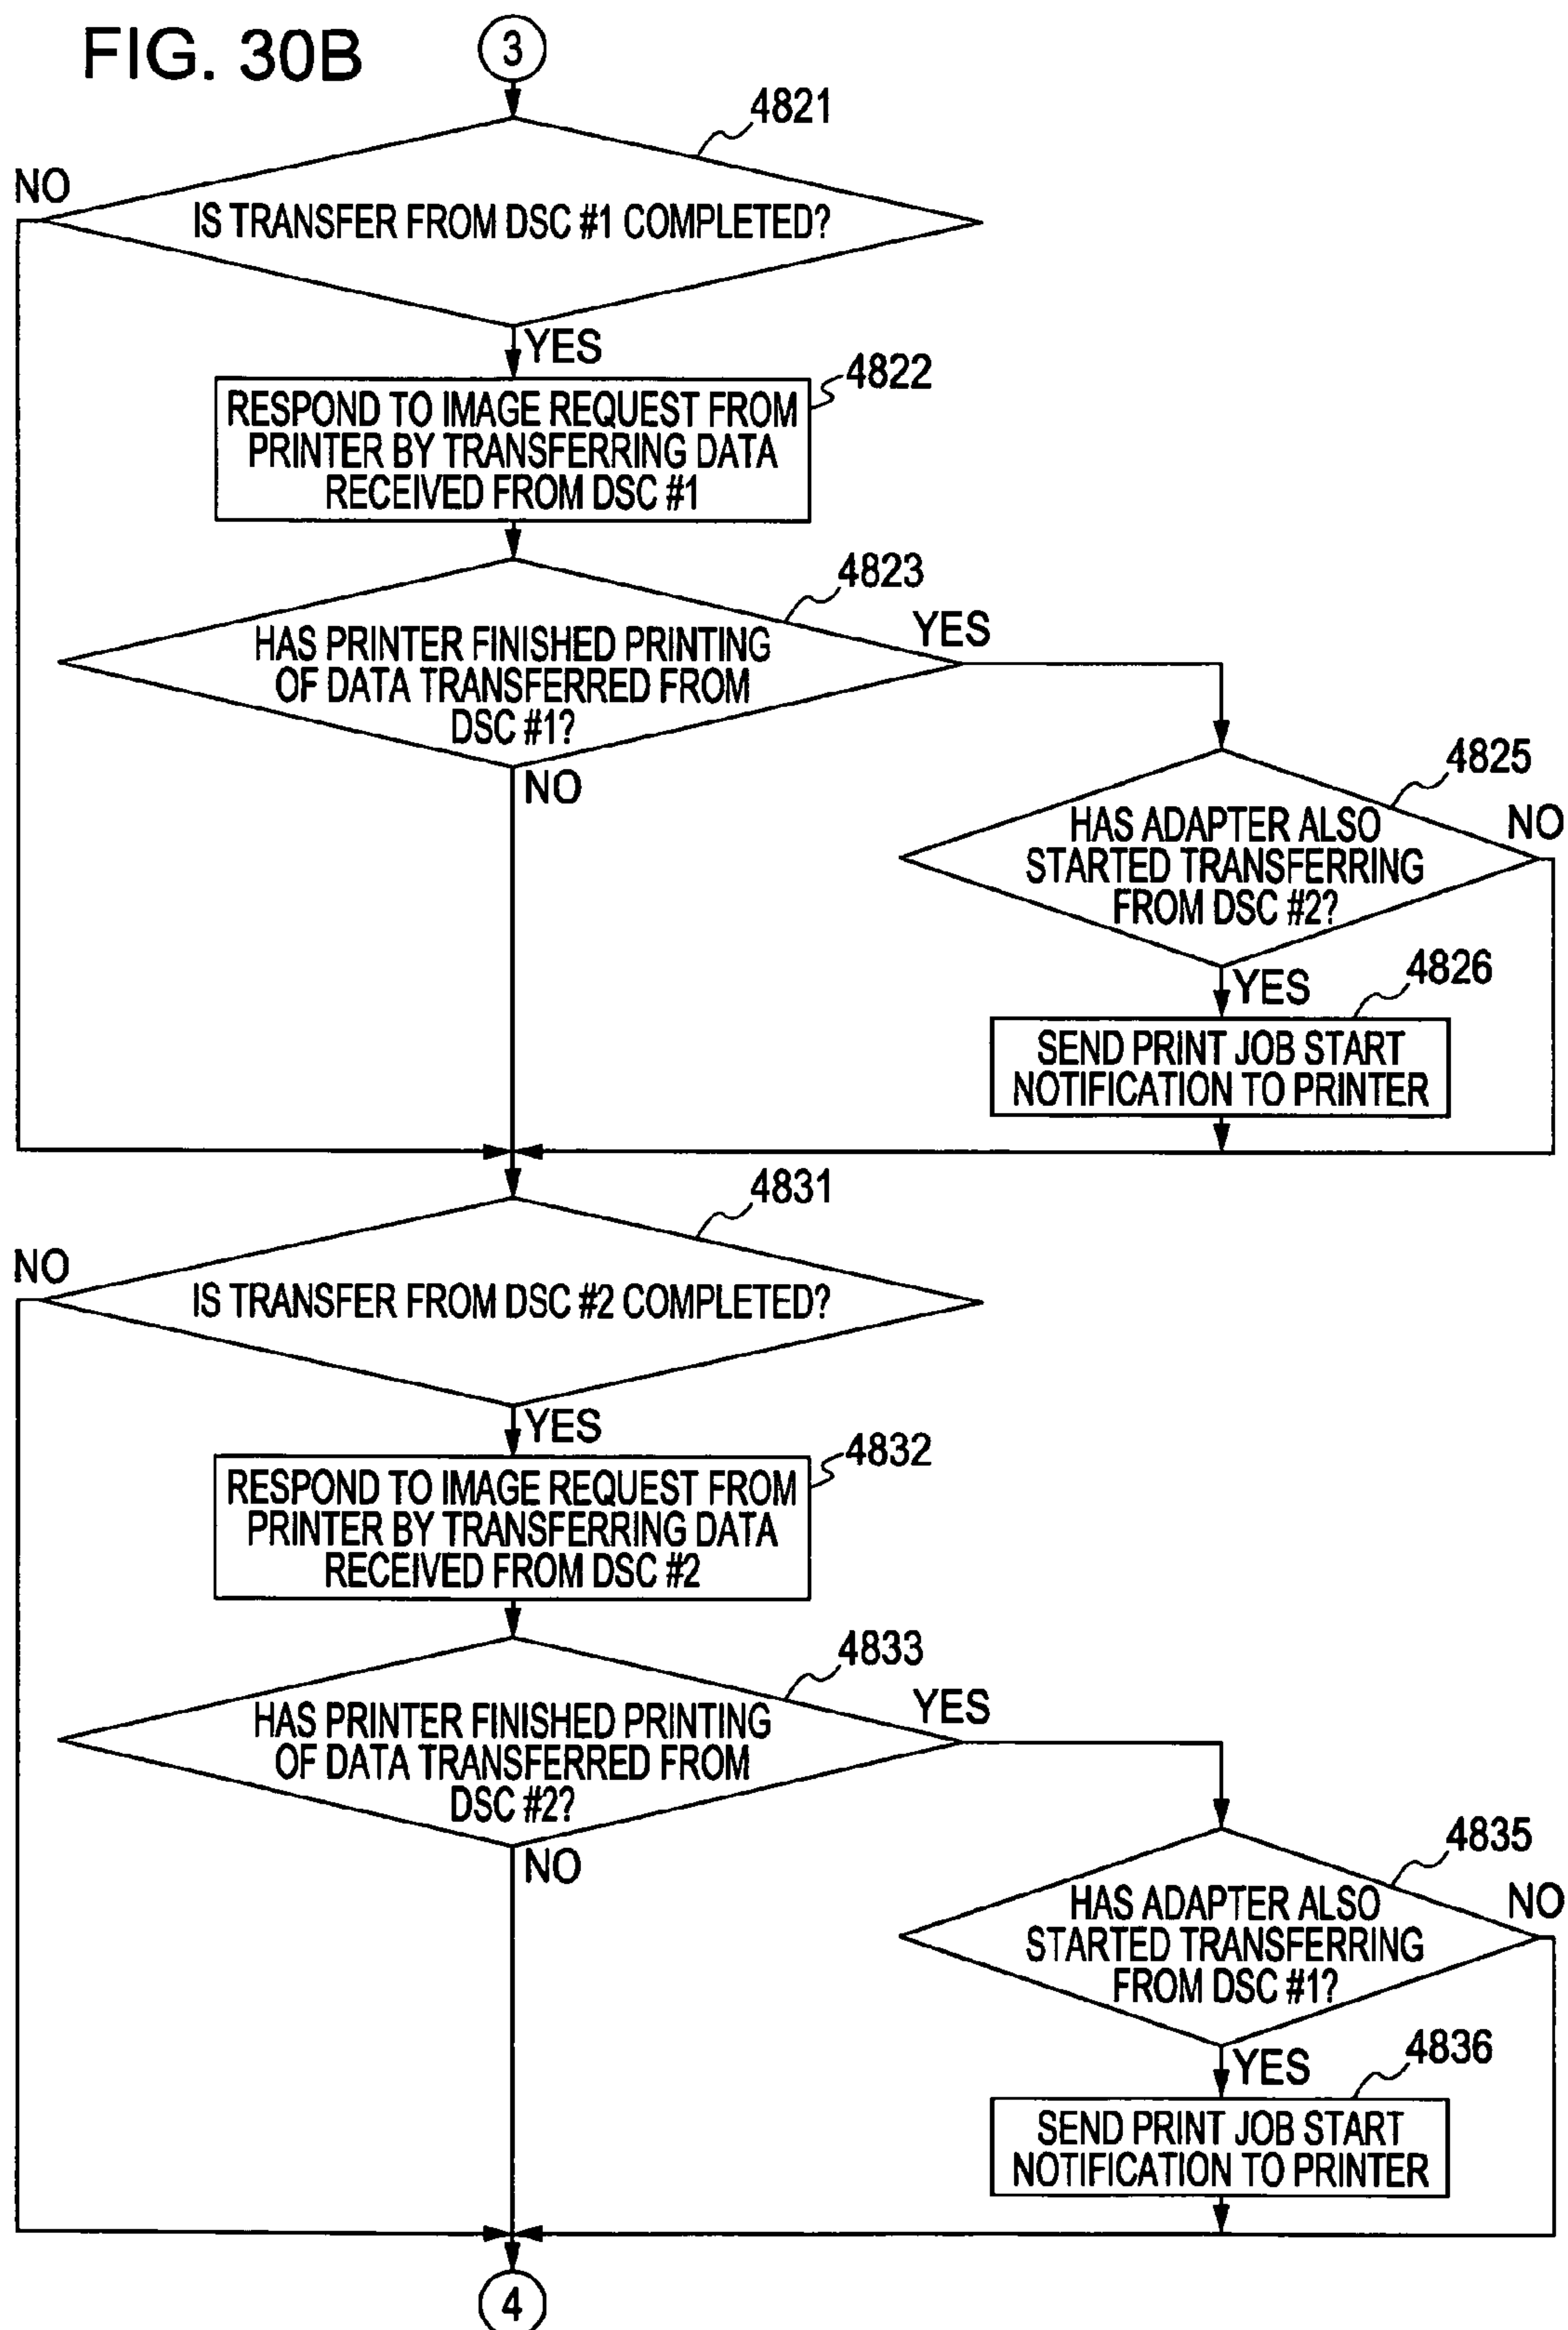 FIG. 30B
3
4821
NO
IS TRANSFER FROM DSC #1 COMPLETED?
YES
4822
RESPOND TO IMAGE REQUEST FROM
PRINTER BY TRANSFERRING DATA
RECEIVED FROM DSC #1
4823
YES
HAS PRINTER FINISHED PRINTING
OF DATA TRANSFERRED FROM
DSC #1?
NO
4825
NO
HAS ADAPTER ALSO
STARTED TRANSFERRING
FROM DSC #2?
YES
4826
SEND PRINT JOB START
NOTIFICATION TO PRINTER
4831
NO
IS TRANSFER FROM DSC #2 COMPLETED?
YES
4832
RESPOND TO IMAGE REQUEST FROM
PRINTER BY TRANSFERRING DATA
RECEIVED FROM DSC #2
4833
YES
HAS PRINTER FINISHED PRINTING
OF DATA TRANSFERRED FROM
DSC #2?
NO
4835
NO
HAS ADAPTER ALSO
STARTED TRANSFERRING
FROM DSC #1?
YES
4836
SEND PRINT JOB START
NOTIFICATION TO PRINTER
4